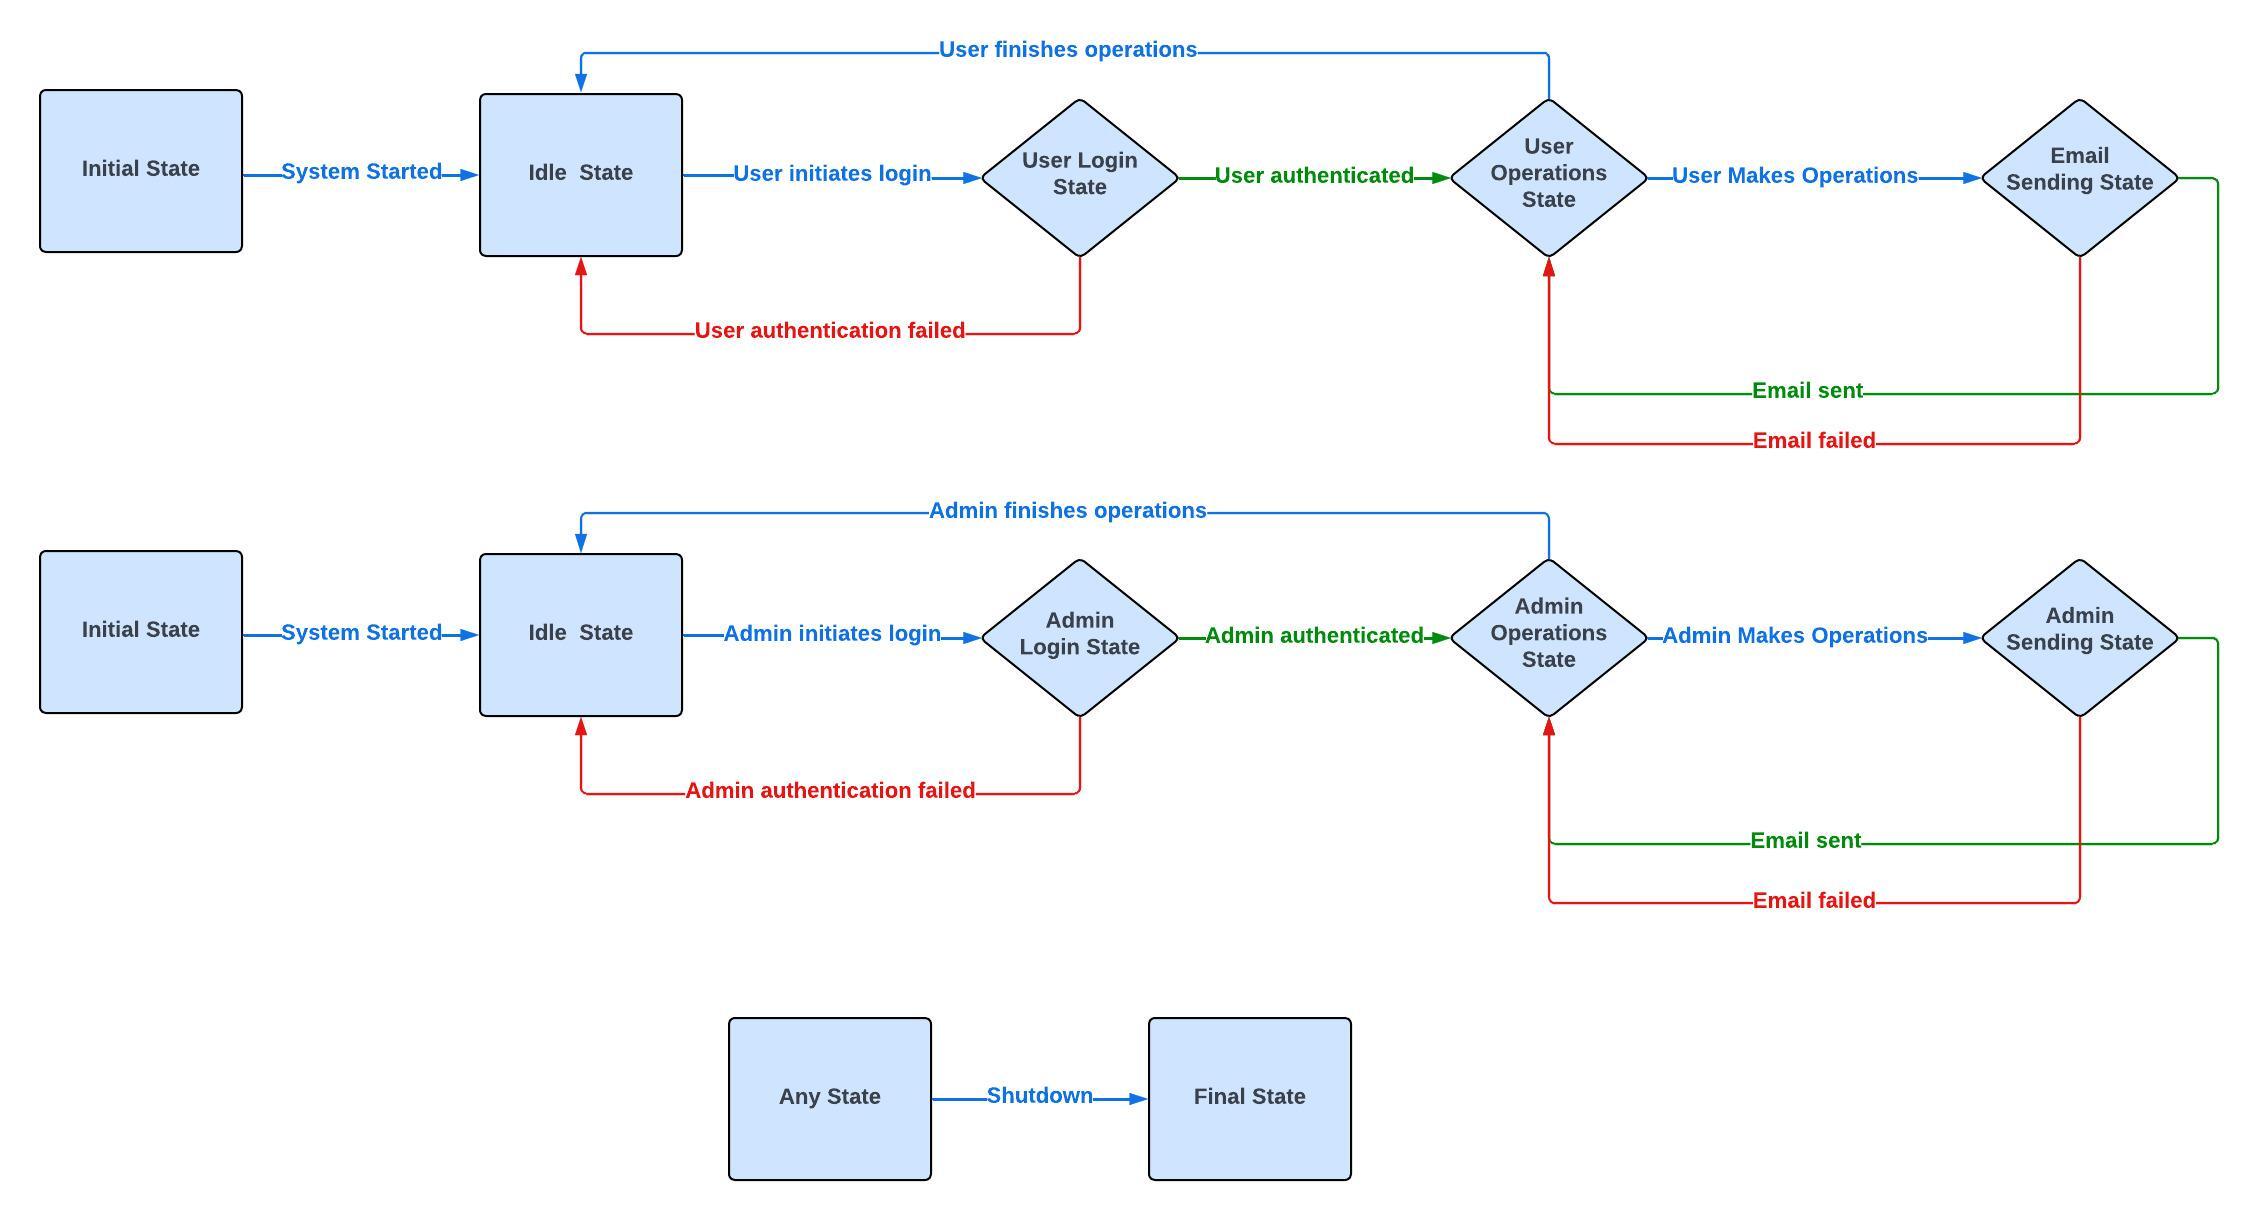 User finishes operations
Initial State
System Started
Idle  State
User initiates login
User Login
State
User authenticated
User
Operations
State
User Makes Operations
Email
Sending State
User authentication failed
Email sent
Email failed
Admin finishes operations
Initial State
System Started
Idle  State
Admin initiates login
Admin
Login State
Admin authenticated
Admin
Operations
State
Admin Makes Operations
Admin
Sending State
Admin authentication failed
Email sent
Email failed
Any State
Shutdown
Final State